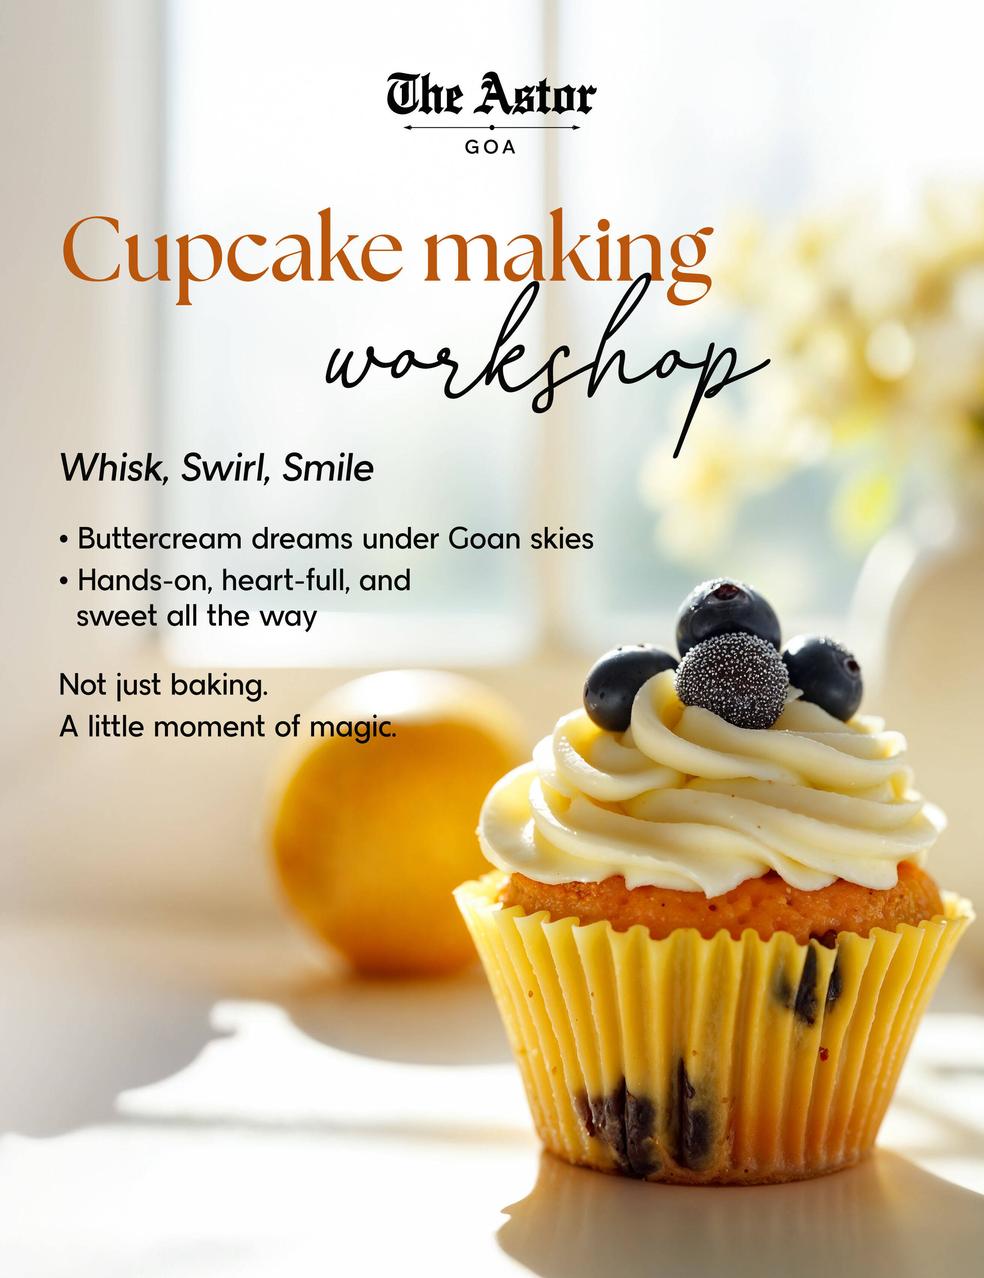 The Astor
GOA
Cupcake making
workshop
Whisk, Swirl, Smile
• Buttercream dreams under Goan skies
• Hands-on, heart-full, and
sweet all the way
Not just baking.
A little moment of magic.